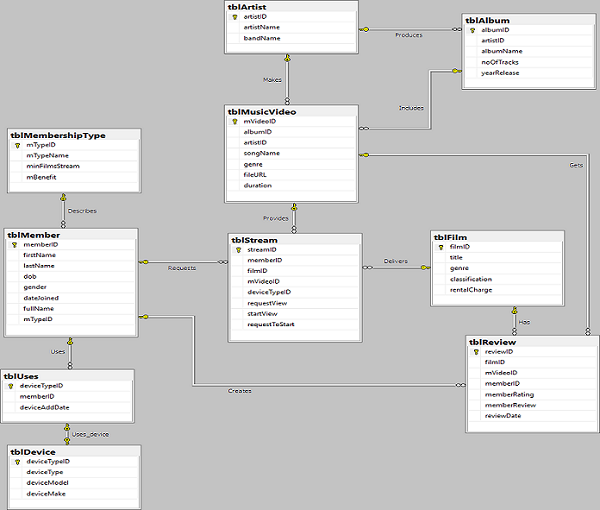 tblArtist
artistID
artistName
bandName
Produces
tblAlbum
albumID
artistID
albumName
noOfTracks
yearRelease
Makes
Includes
tblMusicVideo
mVideoID
albumID
artistID
songName
genre
fileURL
duration
Gets
tblMembershipType
mTypeID
mTypeName
minFilmsStream
mBenefit
Describes
Provides
tblMember
memberID
firstName
lastName
dob
gender
dateJoined
fullName
mTypeID
Requests
tblStream
streamID
memberID
filmID
mVideoID
deviceTypeID
requestView
startView
requestToStart
Delivers
tblFilm
filmID
title
genre
classification
rentalCharge
Has
Uses
Creates
tblReview
reviewID
filmID
mVideoID
memberID
memberRating
memberReview
reviewDate
tblUses
deviceTypeID
memberID
deviceAddDate
Uses_device
tblDevice
deviceTypeID
deviceType
deviceModel
deviceMake